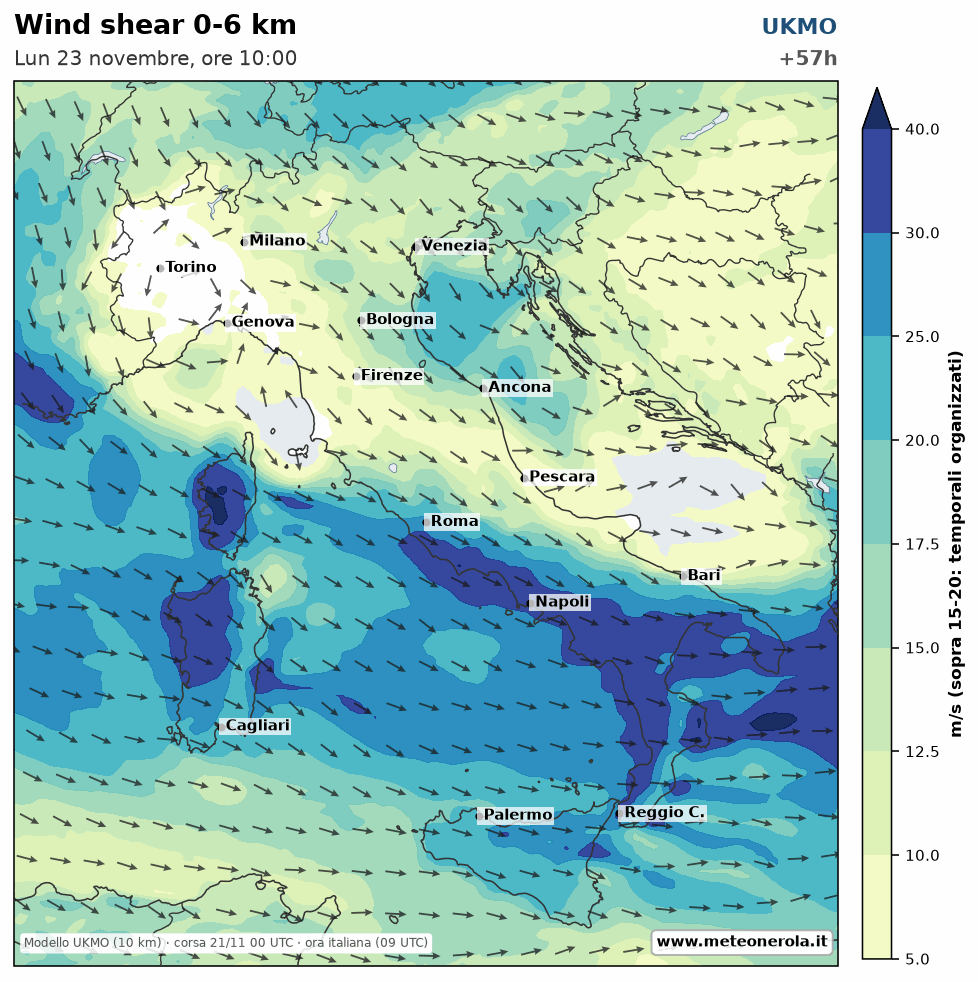 Wind shear 0-6 km
UKMO
Lun 23 novembre, ore 10:00
+57h
Milano
Venezia
Torino
Genova
Bologna
Firenze
Ancona
Pescara
Roma
Bari
Napoli
Cagliari
Palermo
Reggio C.
Modello UKMO (10 km) · corsa 21/11 00 UTC · ora italiana (09 UTC)
www.meteonerola.it
40.0
30.0
25.0
20.0
17.5
15.0
12.5
10.0
5.0
m/s (sopra 15-20: temporali organizzati)